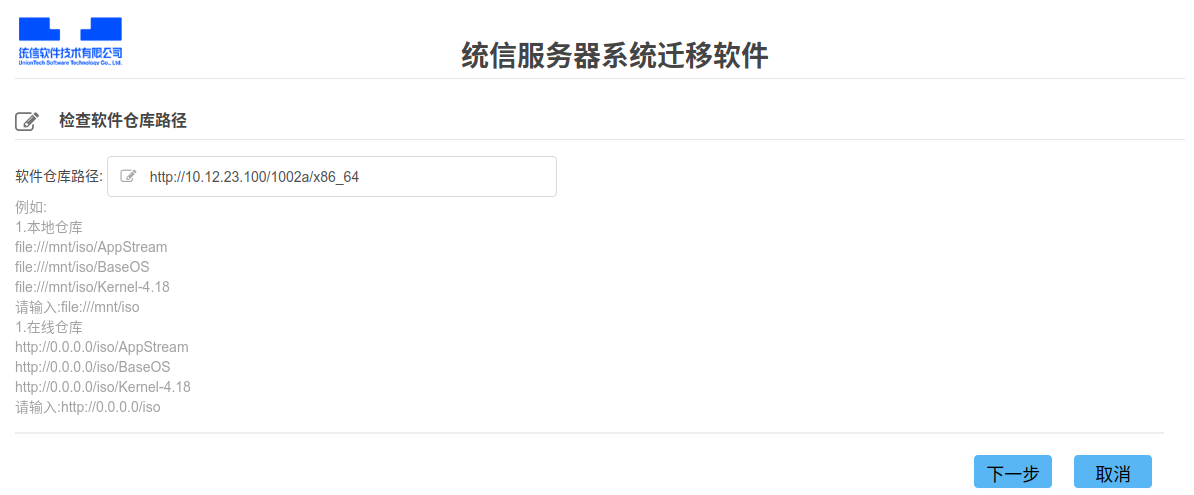 统信软件技术有限公司
UnionTech Software Technology Co., Ltd.
统信服务器系统迁移软件
检查软件仓库路径
软件仓库路径: http://10.12.23.100/1002a/x86_64
例如:
1.本地仓库
file:///mnt/iso/AppStream
file:///mnt/iso/BaseOS
file:///mnt/iso/Kernel-4.18
请输入:file:///mnt/iso
1.在线仓库
http://0.0.0.0/iso/AppStream
http://0.0.0.0/iso/BaseOS
http://0.0.0.0/iso/Kernel-4.18
请输入:http://0.0.0.0/iso
下一步 取消